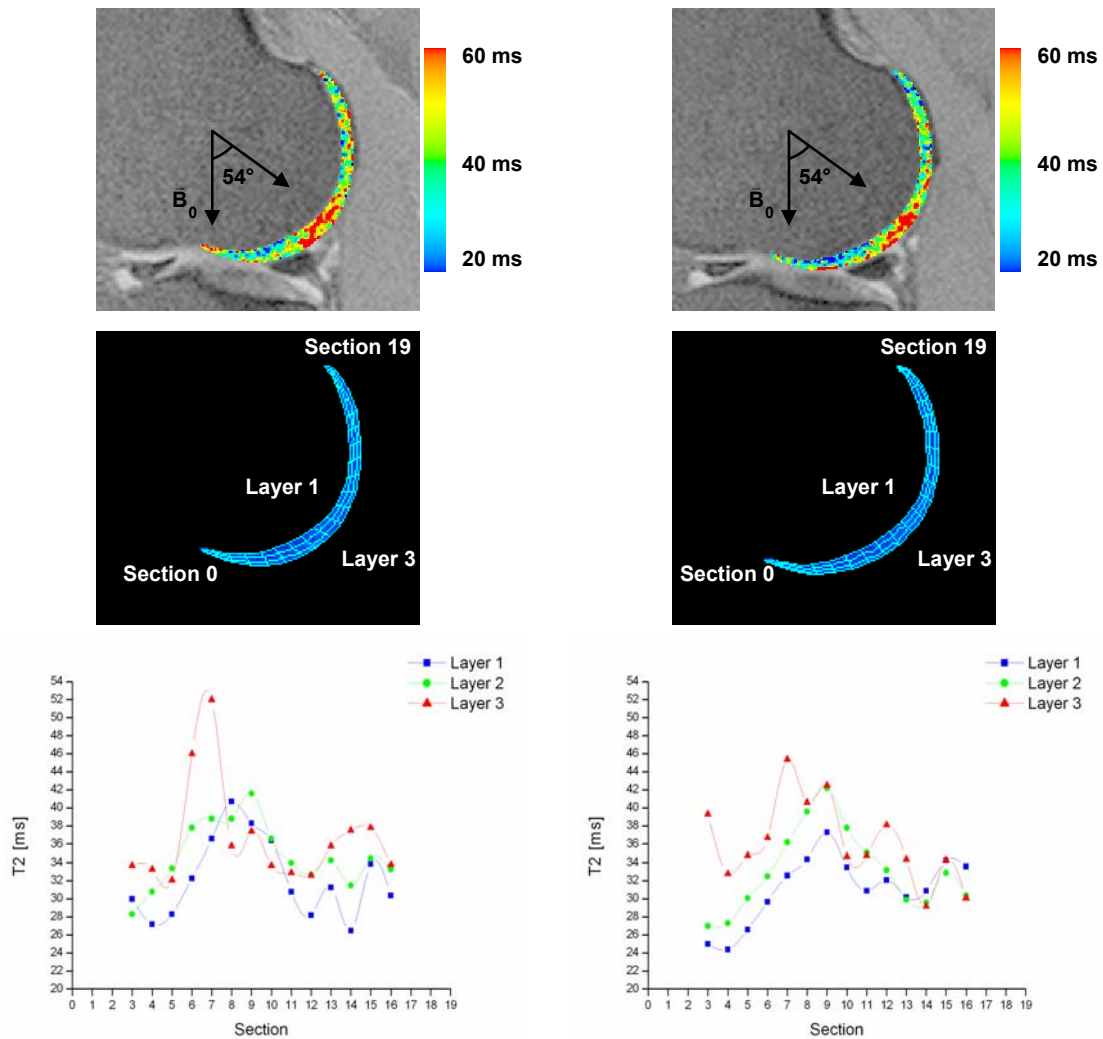 60 ms
40 ms
20 ms
54°
B̄0
60 ms
40 ms
20 ms
54°
B̄0
Section 19
Layer 1
Layer 3
Section 0
Section 19
Layer 1
Layer 3
Section 0
Layer 1
Layer 2
Layer 3
54
52
50
48
46
44
42
40
38
36
34
32
30
28
26
24
22
20
T2 [ms]
0 1 2 3 4 5 6 7 8 9 10 11 12 13 14 15 16 17 18 19
Section
Layer 1
Layer 2
Layer 3
54
52
50
48
46
44
42
40
38
36
34
32
30
28
26
24
22
20
T2 [ms]
0 1 2 3 4 5 6 7 8 9 10 11 12 13 14 15 16 17 18 19
Section